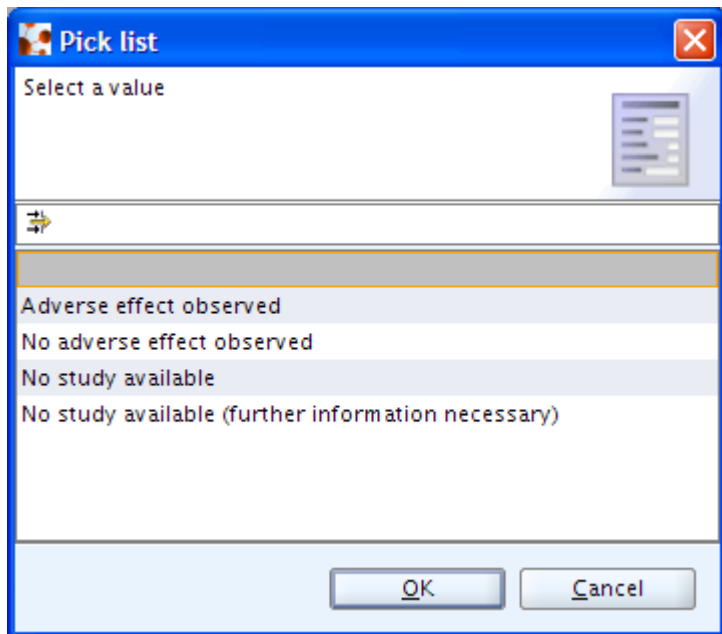 Pick list
Select a value
Adverse effect observed
No adverse effect observed
No study available
No study available (further information necessary)
OK
Cancel